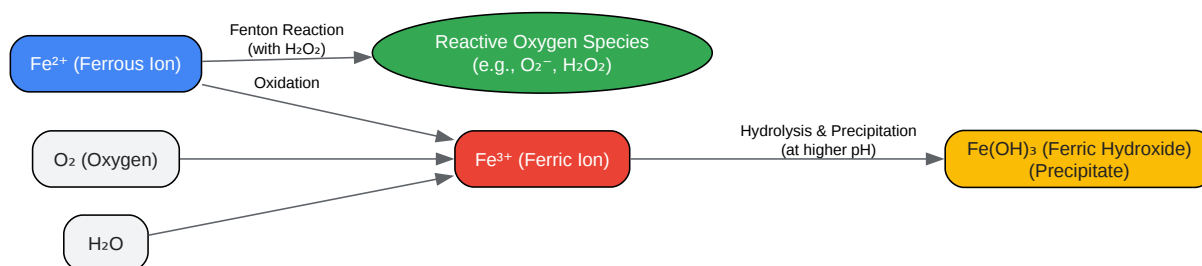 Fe²⁺ (Ferrous Ion)
Fenton Reaction
(with H₂O₂)
Reactive Oxygen Species
(e.g., O₂⁻, H₂O₂)
Oxidation
O₂ (Oxygen)
Fe³⁺ (Ferric Ion)
Hydrolysis & Precipitation
(at higher pH)
Fe(OH)₃ (Ferric Hydroxide)
(Precipitate)
H₂O